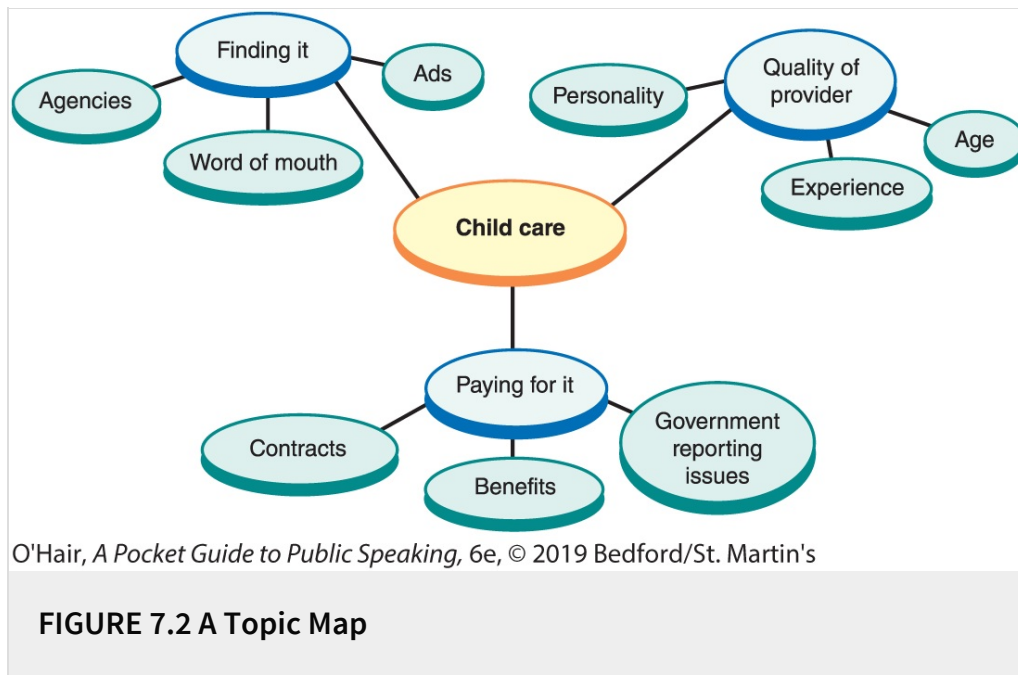 Finding it
Ads
Agencies
Word of mouth
Quality of
provider
Personality
Age
Experience
Child care
Paying for it
Contracts
Benefits
Government
reporting
issues
O'Hair, A Pocket Guide to Public Speaking, 6e, © 2019 Bedford/St. Martin's
FIGURE 7.2 A Topic Map